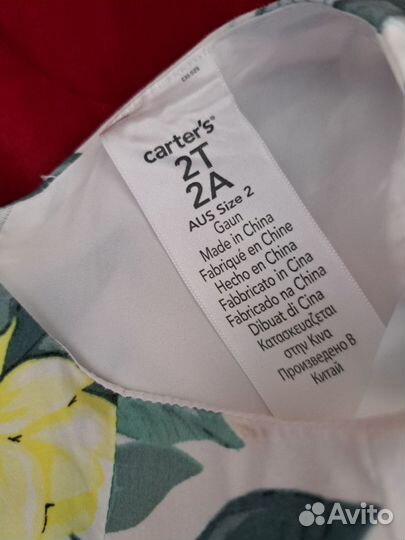 carter's
2T
2A
AUS Size 2
Gaun
Made in China
Fabriqué en Chine
Hecho en China
Fabbricato in Cina
Fabricado na China
Dibuat di Cina
Κατασκευάζεται
στην Κινα
Произведено В
Китай
Avito